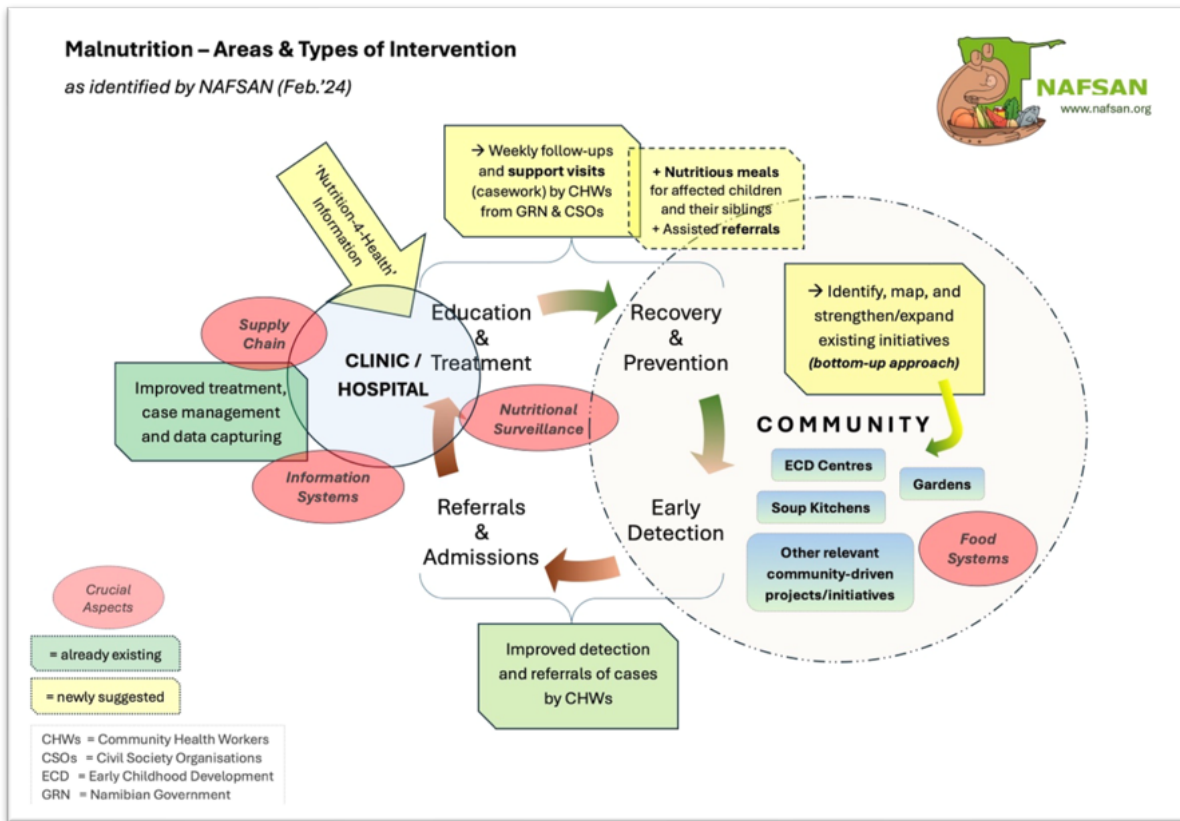 Malnutrition – Areas & Types of Intervention
as identified by NAFSAN (Feb.'24)
NAFSAN
www.nafsan.org
'Nutrition-4-Health'
Information
→ Weekly follow-ups
and support visits
(casework) by CHWs
from GRN & CSOs
+ Nutritious meals
for affected children
and their siblings
+ Assisted referrals
Supply
Chain
CLINIC /
HOSPITAL
Education
&
Treatment
Recovery
&
Prevention
→ Identify, map, and
strengthen/expand
existing initiatives
(bottom-up approach)
Improved treatment,
case management
and data capturing
Nutritional
Surveillance
Information
Systems
COMMUNITY
ECD Centres
Gardens
Soup Kitchens
Other relevant
community-driven
projects/initiatives
Food
Systems
Referrals
&
Admissions
Early
Detection
Improved detection
and referrals of cases
by CHWs
Crucial
Aspects
= already existing
= newly suggested
CHWs = Community Health Workers
CSOs = Civil Society Organisations
ECD = Early Childhood Development
GRN = Namibian Government